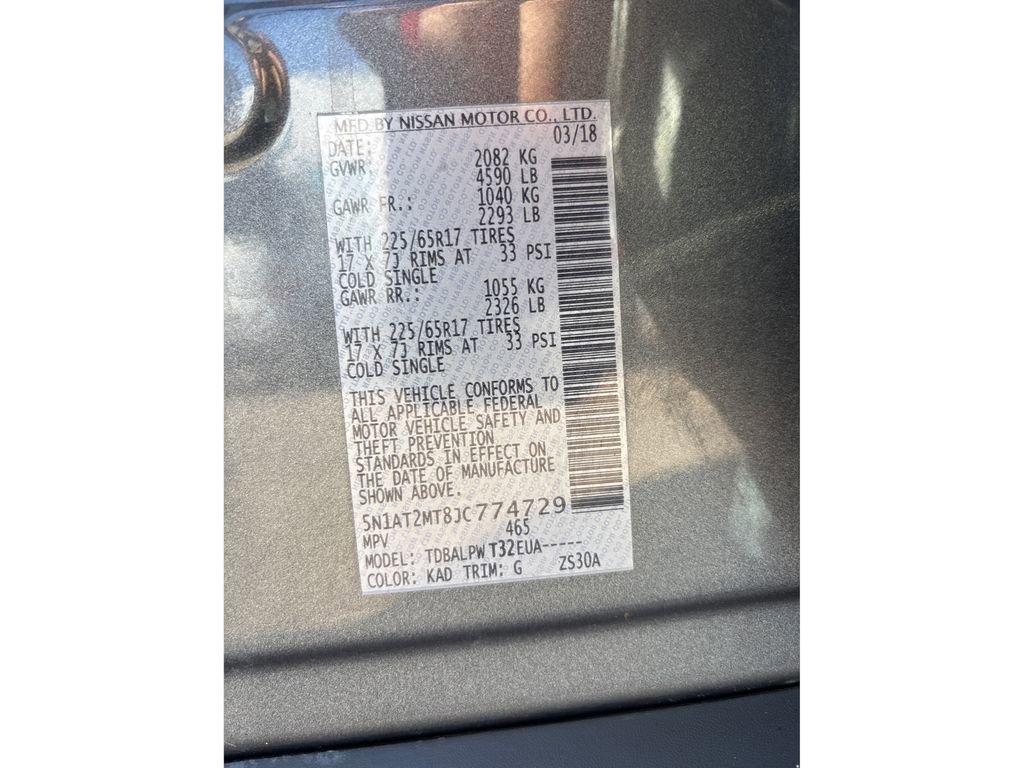 MFD BY NISSAN MOTOR CO., LTD.
DATE: 03/18
GVWR: 2082 KG
4590 LB
GAWR FR.: 1040 KG
2293 LB
WITH 225/65R17 TIRES
17 X 7J RIMS AT 33 PSI
COLD SINGLE
GAWR RR.: 1055 KG
2326 LB
WITH 225/65R17 TIRES
17 X 7J RIMS AT 33 PSI
COLD SINGLE
THIS VEHICLE CONFORMS TO
ALL APPLICABLE FEDERAL
MOTOR VEHICLE SAFETY AND
THEFT PREVENTION
STANDARDS IN EFFECT ON
THE DATE OF MANUFACTURE
SHOWN ABOVE.
5N1AT2MT8JC774729
MPV 465
MODEL: TDBALPW T32EUA-----
COLOR: KAD TRIM: G ZS30A